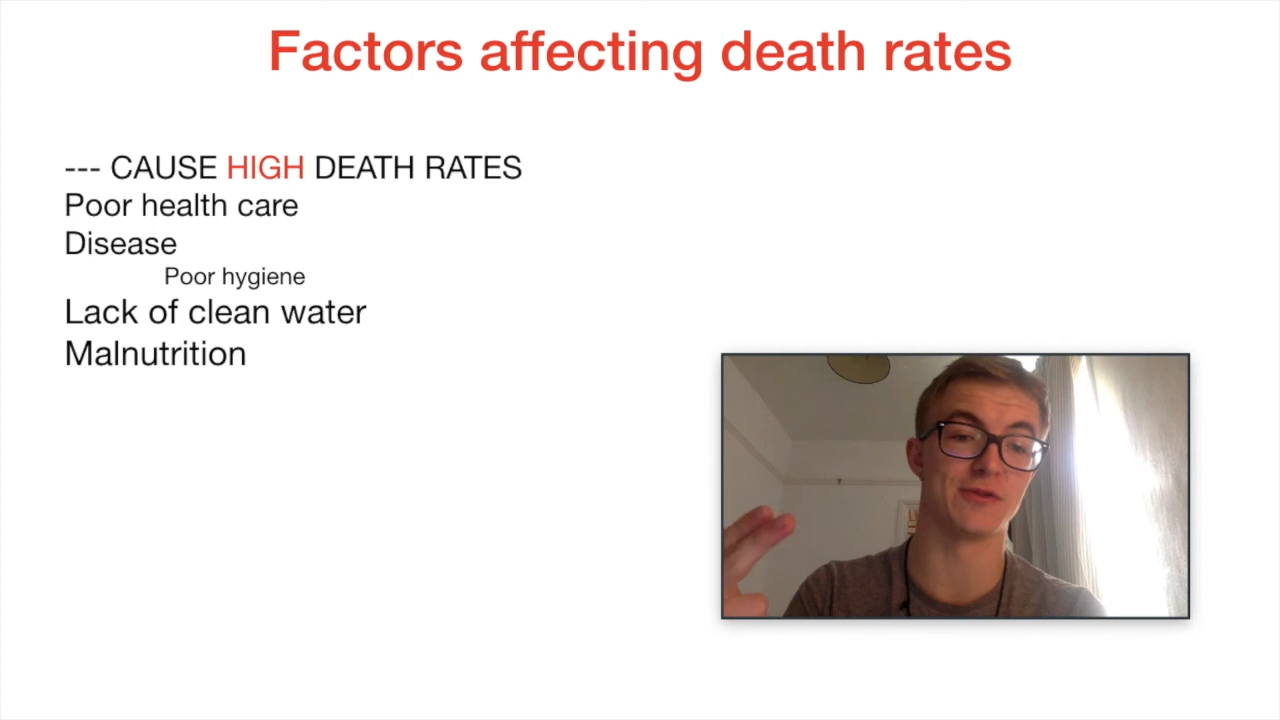 Factors affecting death rates
--- CAUSE HIGH DEATH RATES
Poor health care
Disease
Poor hygiene
Lack of clean water
Malnutrition